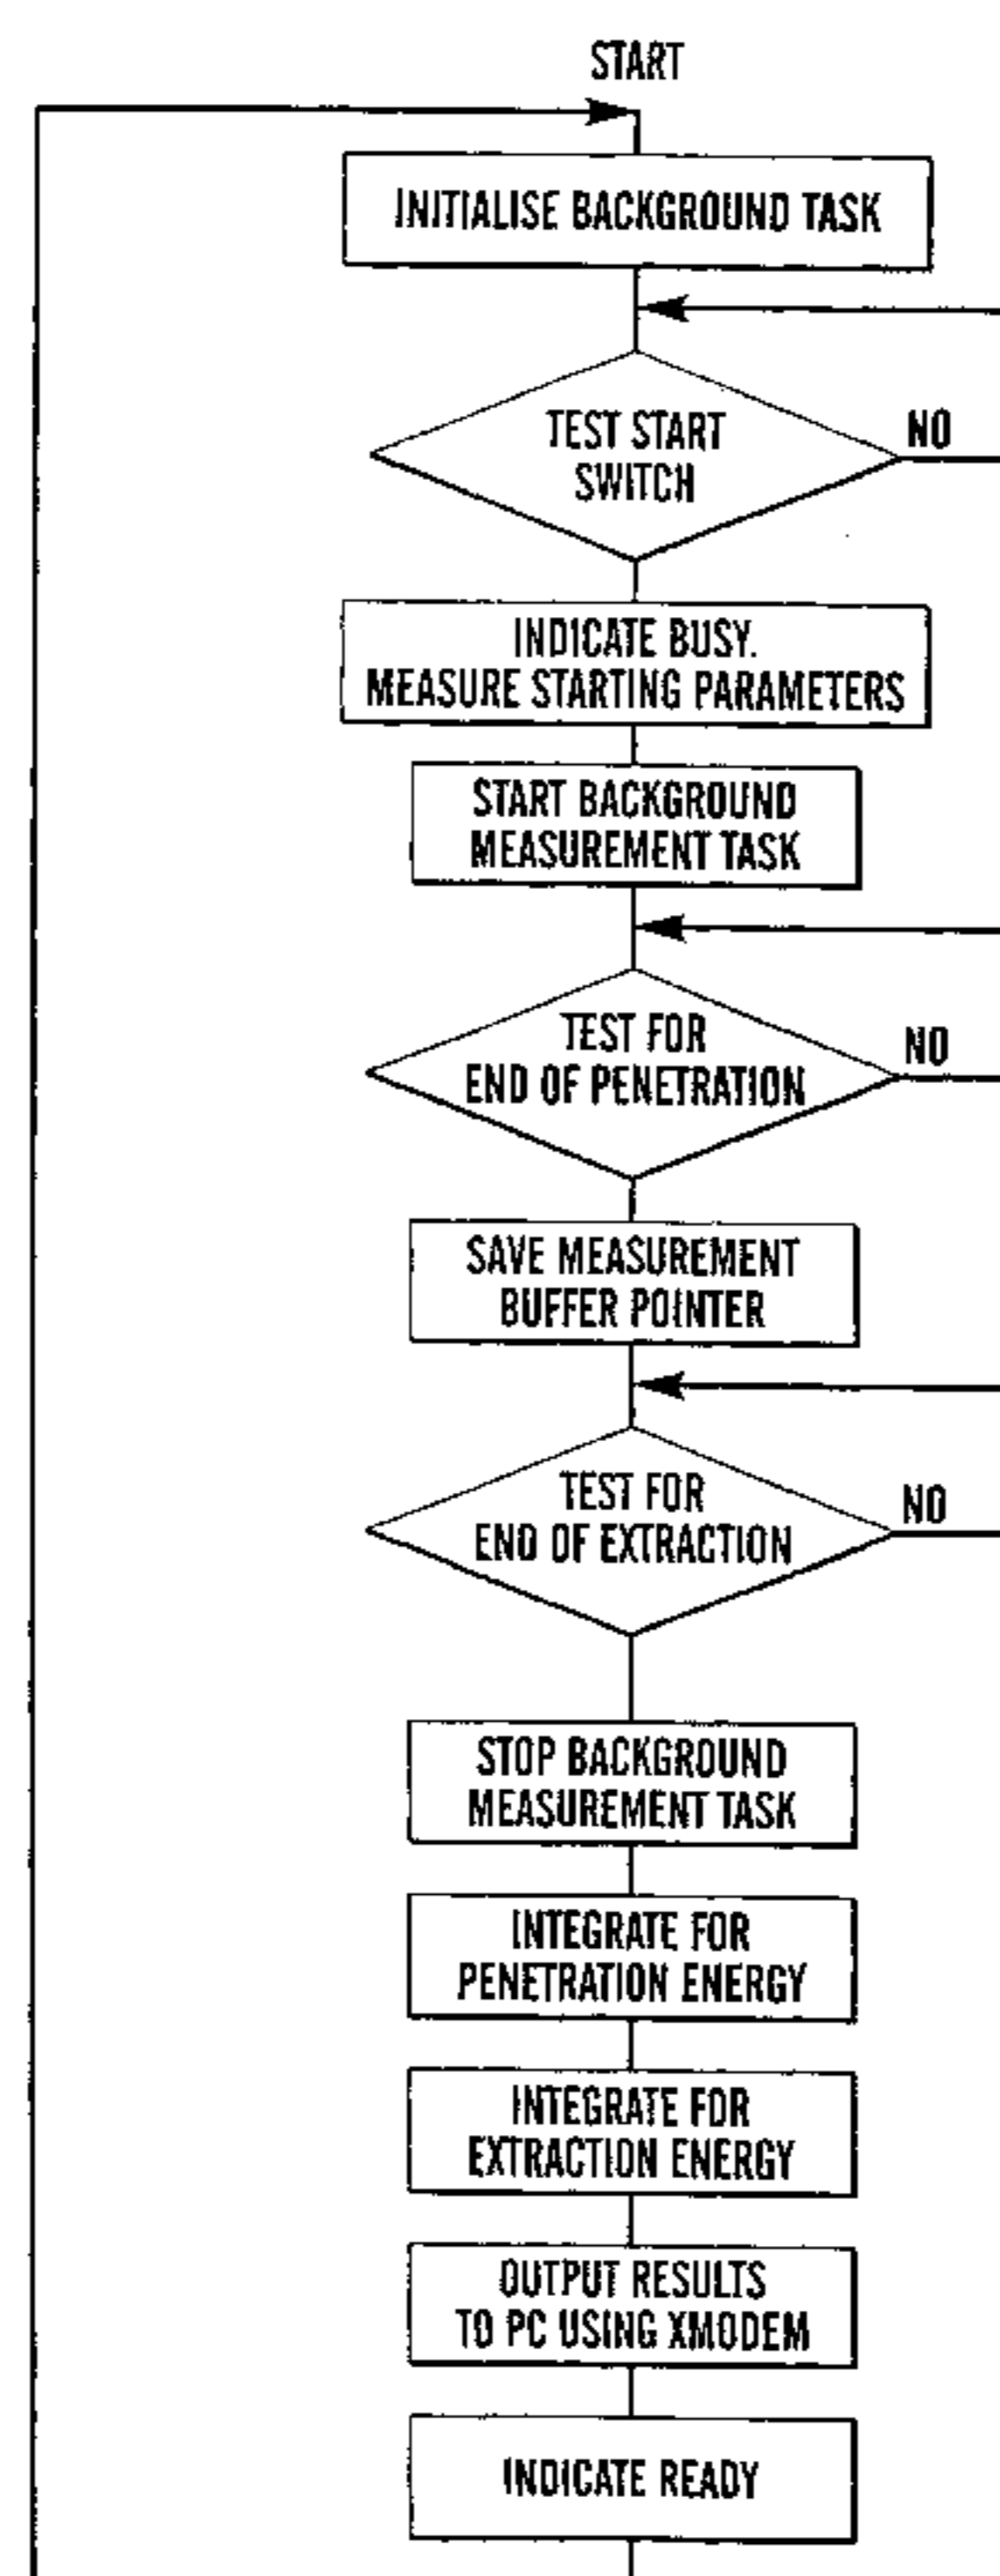 START
INITIALISE BACKGROUND TASK
TEST START
SWITCH
NO
INDICATE BUSY.
MEASURE STARTING PARAMETERS
START BACKGROUND
MEASUREMENT TASK
TEST FOR
END OF PENETRATION
NO
SAVE MEASUREMENT
BUFFER POINTER
TEST FOR
END OF EXTRACTION
NO
STOP BACKGROUND
MEASUREMENT TASK
INTEGRATE FOR
PENETRATION ENERGY
INTEGRATE FOR
EXTRACTION ENERGY
OUTPUT RESULTS
TO PC USING XMODEM
INDICATE READY